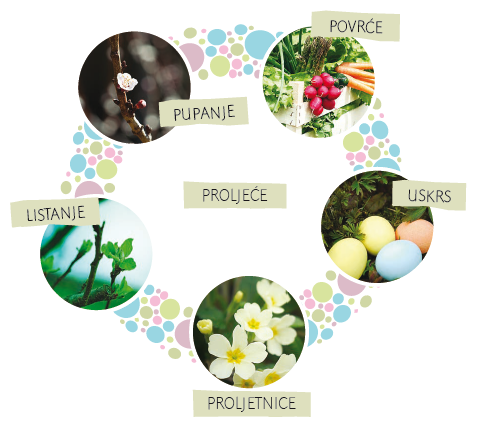 POVRĆE
PUPANJE
PROLJEĆE
USKRS
LISTANJE
PROLJETNICE